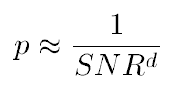 p ≈ 1 / SNR^d